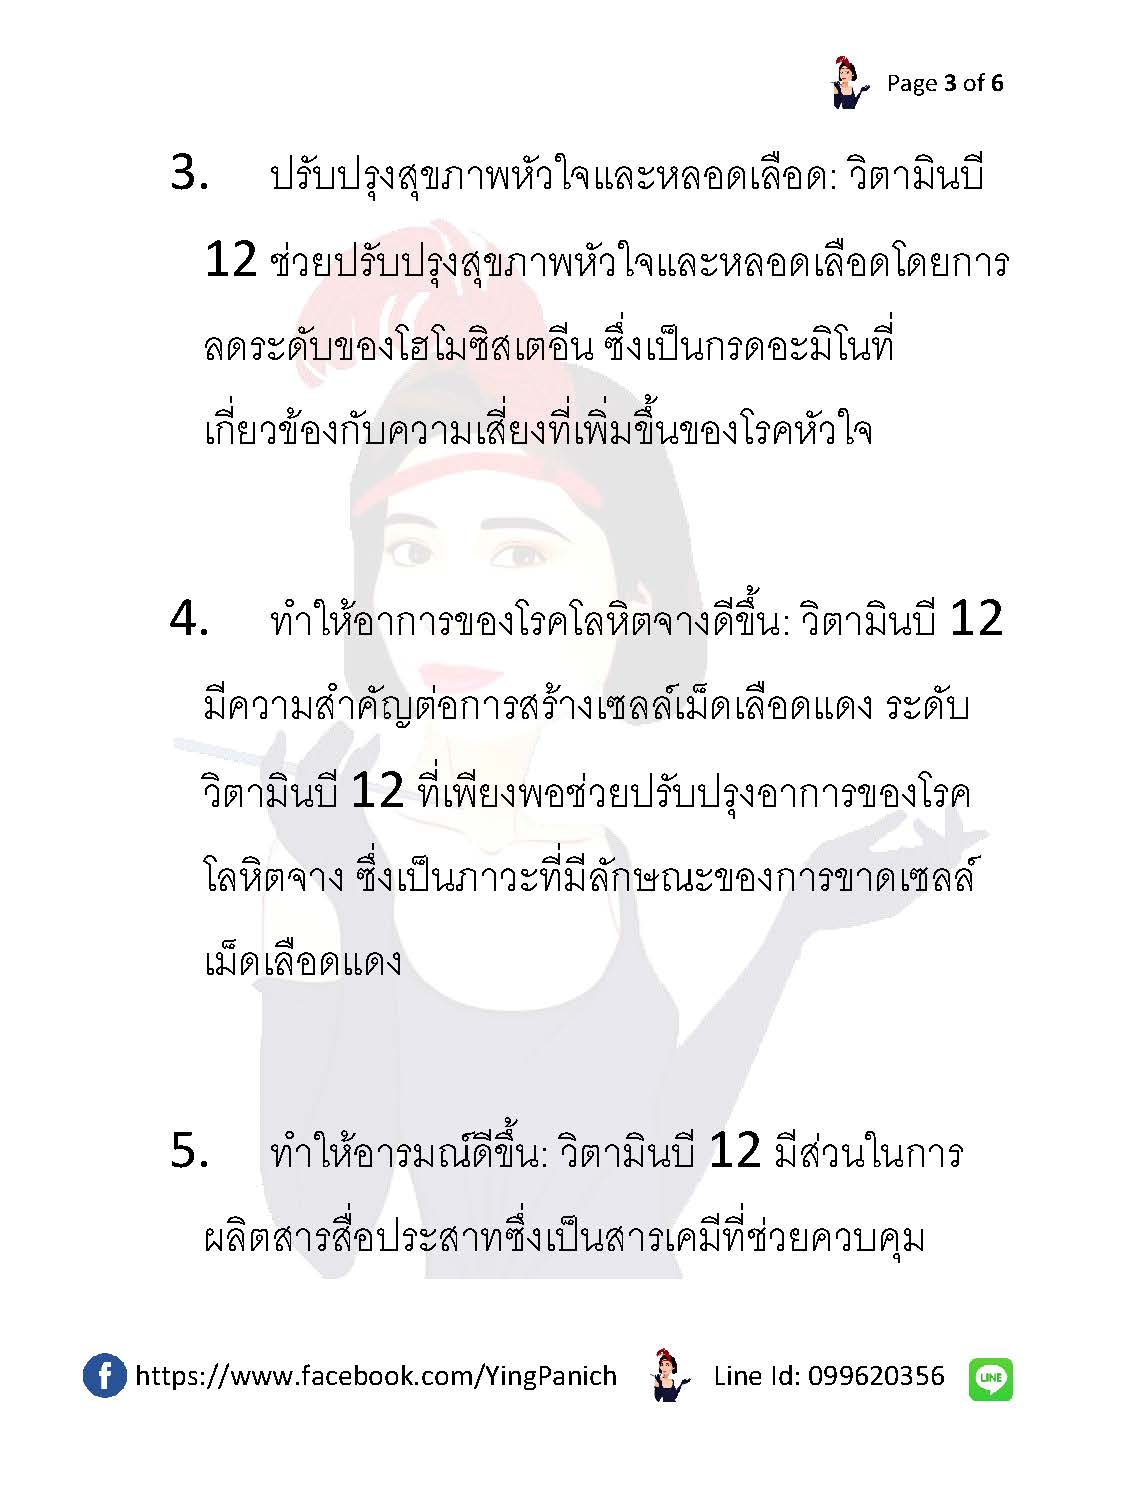 Page 3 of 6
3. ปรับปรุงสุขภาพหัวใจและหลอดเลือด: วิตามินบี
12 ช่วยปรับปรุงสุขภาพหัวใจและหลอดเลือดโดยการ
ลดระดับของโฮโมซิสเตอีน ซึ่งเป็นกรดอะมิโนที่
เกี่ยวข้องกับความเสี่ยงที่เพิ่มขึ้นของโรคหัวใจ
4. ทำให้อาการของโรคโลหิตจางดีขึ้น: วิตามินบี 12
มีความสำคัญต่อการสร้างเซลล์เม็ดเลือดแดง ระดับ
วิตามินบี 12 ที่เพียงพอช่วยปรับปรุงอาการของโรค
โลหิตจาง ซึ่งเป็นภาวะที่มีลักษณะของการขาดเซลล์
เม็ดเลือดแดง
5. ทำให้อารมณ์ดีขึ้น: วิตามินบี 12 มีส่วนในการ
ผลิตสารสื่อประสาทซึ่งเป็นสารเคมีที่ช่วยควบคุม
https://www.facebook.com/YingPanich Line Id: 099620356 LINE